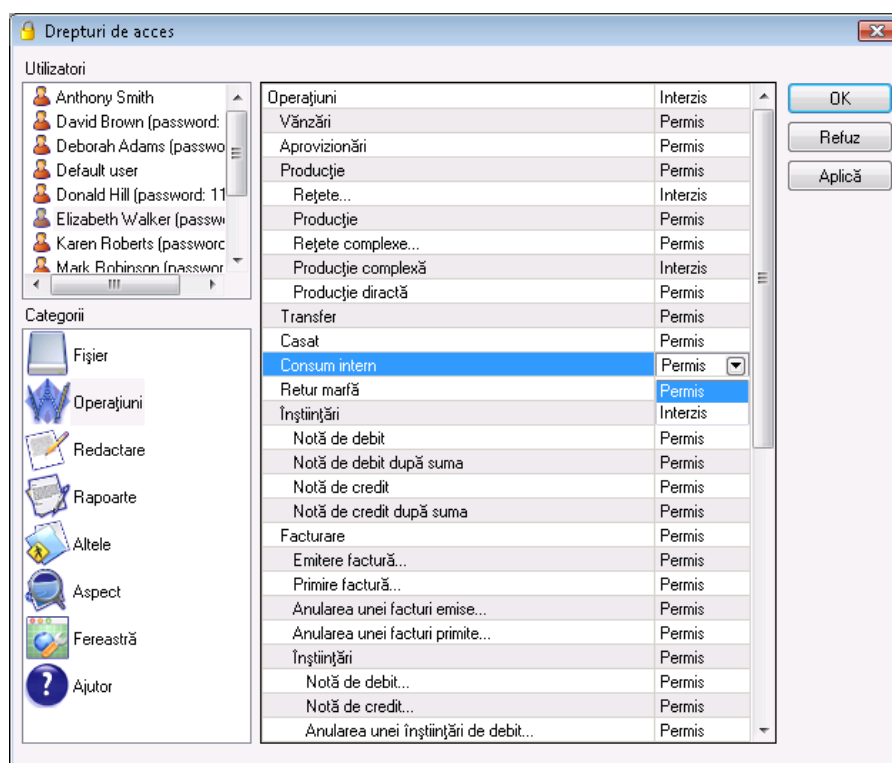 Drepturi de acces
Utilizatori
Anthony Smith
David Brown (password:
Deborah Adams (passwo
Default user
Donald Hill (password: 11
Elizabeth Walker (passw
Karen Roberts (passworc
Mark Robinson (passwor
Categorii
Fişier
Operaţiuni
Redactare
Rapoarte
Altele
Aspect
Fereastră
Ajutor
Operaţiuni Interzis
Vănzări Permis
Aprovizionări Permis
Producţie Permis
Reţete... Interzis
Producţie Permis
Reţete complexe... Permis
Producţie complexă Interzis
Producţie diractă Permis
Transfer Permis
Casat Permis
Consum intern Permis
Retur marfă Permis
Înştiinţări Interzis
Notă de debit Permis
Notă de debit după suma Permis
Notă de credit Permis
Notă de credit după suma Permis
Facturare Permis
Emitere factură... Permis
Primire factură... Permis
Anularea unei facturi emise... Permis
Anularea unei facturi primite... Permis
Înştiinţări Permis
Notă de debit... Permis
Notă de credit... Permis
Anularea unei înştiinţări de debit... Permis
OK
Refuz
Aplică